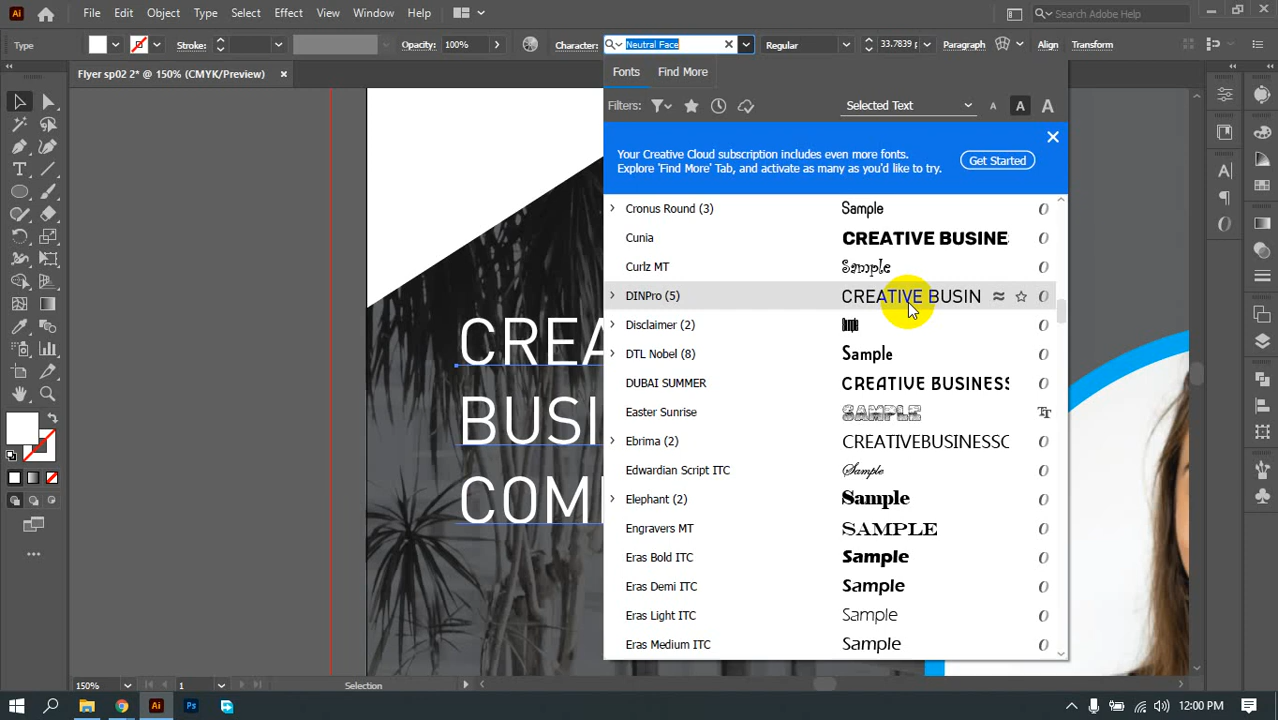 Ai File Edit Object Type Select Effect View Window Help Search Adobe Help
Type Stroke: Opacity: 100% Character: Neutral Face Regular 33.7839 p Paragraph Align Transform
Flyer sp02 2* @ 150% (CMYK/Preview)
Fonts Find More
Filters: Selected Text A A A
Your Creative Cloud subscription includes even more fonts.
Explore 'Find More' Tab, and activate as many as you'd like to try.
Get Started
Cronus Round (3) Sample
Cunia CREATIVE BUSINE
Curlz MT Sample
DINPro (5) CREATIVE BUSIN
Disclaimer (2)
DTL Nobel (8) Sample
DUBAI SUMMER CREATIVE BUSINESS
Easter Sunrise SAMPLE
Ebrima (2) CREATIVEBUSINESSC
Edwardian Script ITC Sample
Elephant (2) Sample
Engravers MT SAMPLE
Eras Bold ITC Sample
Eras Demi ITC Sample
Eras Light ITC Sample
Eras Medium ITC Sample
CREA
BUSI
COM
150% 1 Selection
Ai Ps 12:00 PM